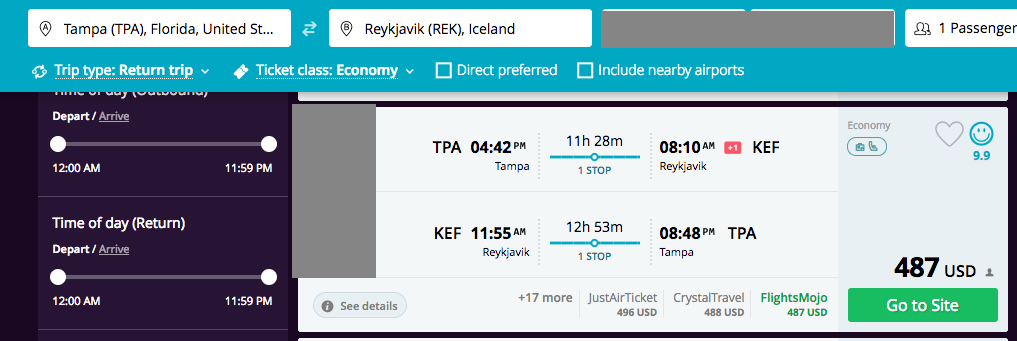 Tampa (TPA), Florida, United St...
Reykjavik (REK), Iceland
1 Passenger
Trip type: Return trip
Ticket class: Economy
Direct preferred
Include nearby airports
Time of day (Outbound)
Depart / Arrive
12:00 AM 11:59 PM
Time of day (Return)
Depart / Arrive
12:00 AM 11:59 PM
TPA 04:42 PM 11h 28m 08:10 AM +1 KEF
Tampa 1 STOP Reykjavik
KEF 11:55 AM 12h 53m 08:48 PM TPA
Reykjavik 1 STOP Tampa
See details
+17 more JustAirTicket CrystalTravel FlightsMojo
496 USD 488 USD 487 USD
Economy
9.9
487 USD
Go to Site